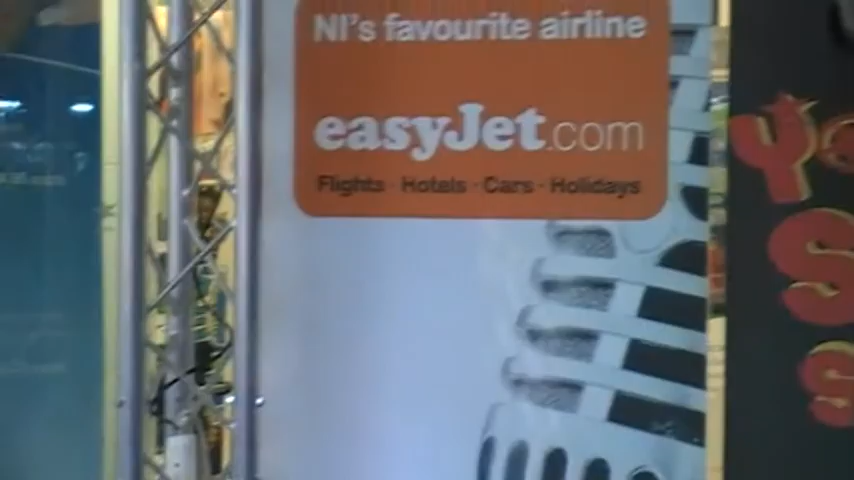 NI's favourite airline
easyJet.com
Flights · Hotels · Cars · Holidays